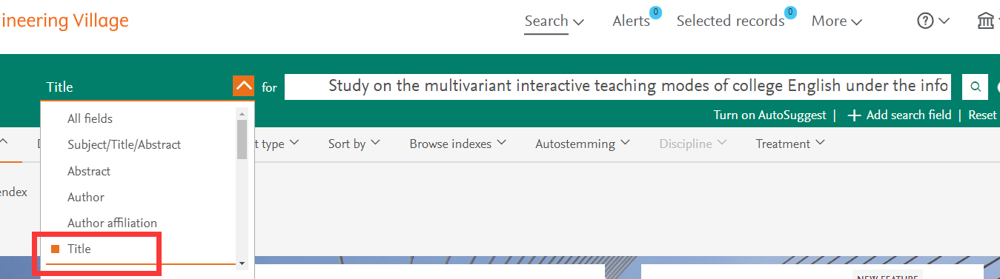 ineering Village
Search
Alerts
0
Selected records
0
More
Title
for
Study on the multivariant interactive teaching modes of college English under the info
Turn on AutoSuggest | + Add search field | Reset
All fields
Subject/Title/Abstract
Abstract
Author
Author affiliation
Title
t type
Sort by
Browse indexes
Autostemming
Discipline
Treatment
endex
NEW FEATURE